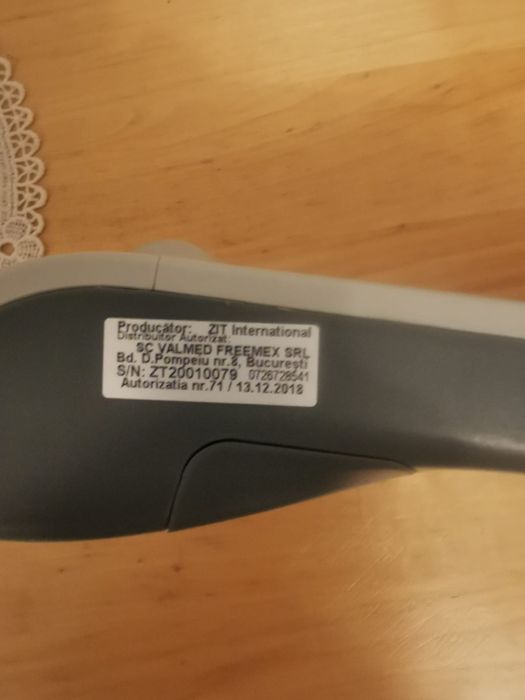 Producător: ZIT International
Distribuitor Autorizat:
SC VALMED FREEMEX SRL
Bd. D.Pompeiu nr.8, București
S/N: ZT20010079 0726728541
Autorizatia nr.71 / 13.12.2018